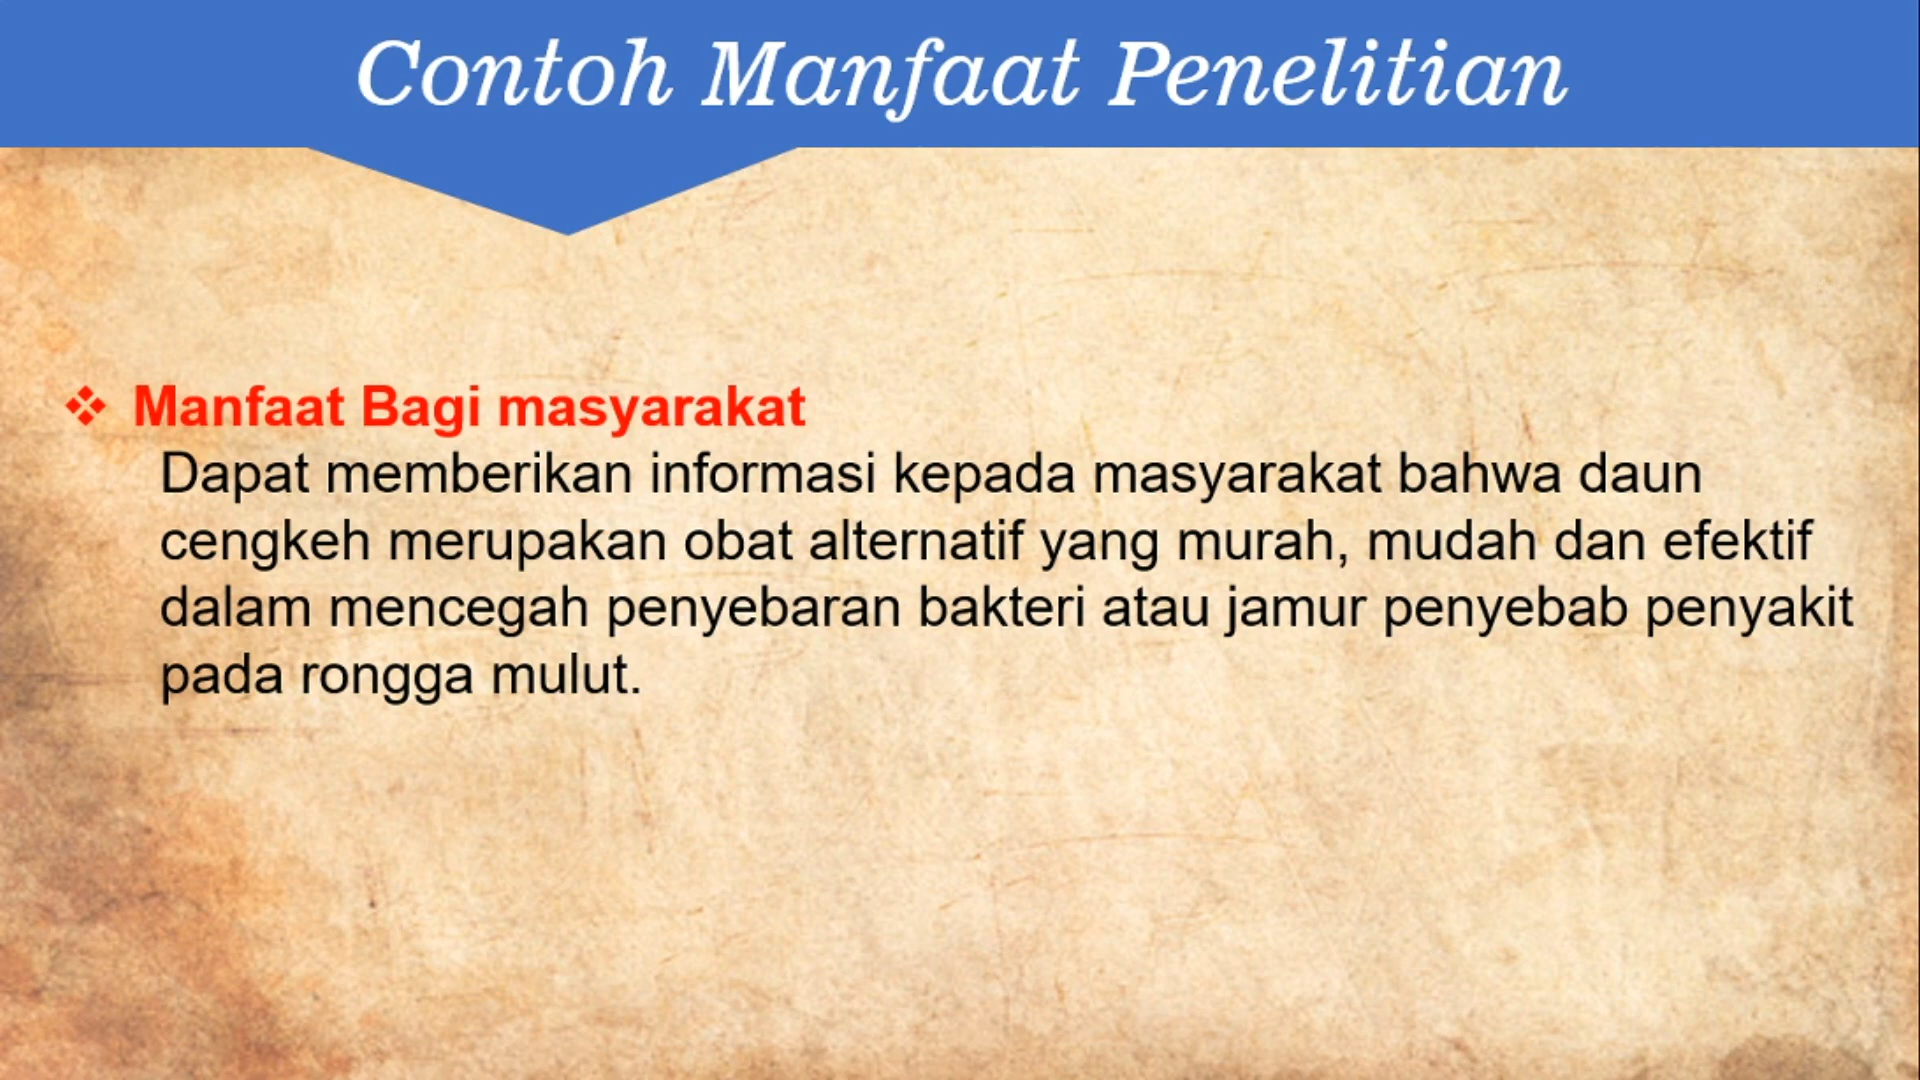 Contoh Manfaat Penelitian
❖ Manfaat Bagi masyarakat
Dapat memberikan informasi kepada masyarakat bahwa daun
cengkeh merupakan obat alternatif yang murah, mudah dan efektif
dalam mencegah penyebaran bakteri atau jamur penyebab penyakit
pada rongga mulut.